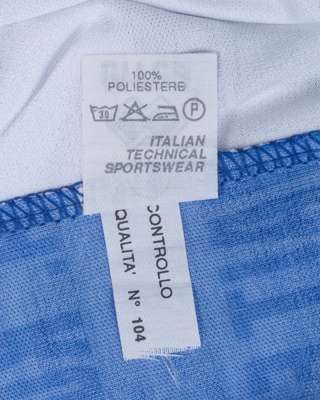 100%
POLIESTERE
30 P
ITALIAN
TECHNICAL
SPORTSWEAR
CONTROLLO
QUALITA' N° 104